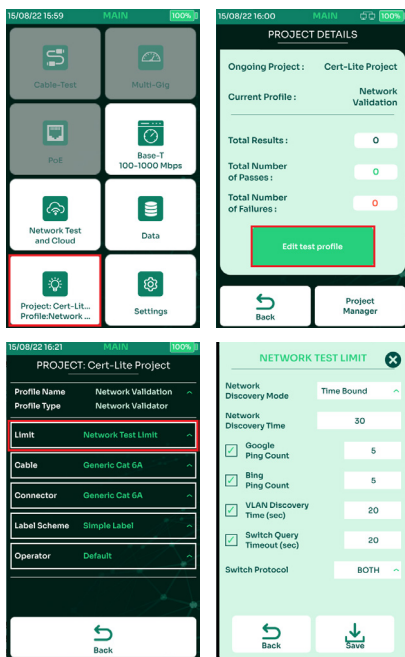 15/08/22 15:59 MAIN 100%
Cable-Test
Multi-Gig
PoE
Base-T
100-1000 Mbps
Network Test
and Cloud
Data
Project: Cert-Lit...
Profile:Network ...
Settings
15/08/22 16:00 MAIN 100%
PROJECT DETAILS
Ongoing Project : Cert-Lite Project
Current Profile : Network
Validation
Total Results : 0
Total Number
of Passes : 0
Total Number
of Failures : 0
Edit test profile
Back
Project
Manager
15/08/22 16:21 MAIN 100%
PROJECT: Cert-Lite Project
Profile Name Network Validation
Profile Type Network Validator
Limit Network Test Limit
Cable Generic Cat 6A
Connector Generic Cat 6A
Label Scheme Simple Label
Operator Default
Back
NETWORK TEST LIMIT
Network
Discovery Mode Time Bound
Network
Discovery Time 30
Google
Ping Count 5
Bing
Ping Count 5
VLAN Discovery
Time (sec) 20
Switch Query
Timeout (sec) 20
Switch Protocol BOTH
Back
Save